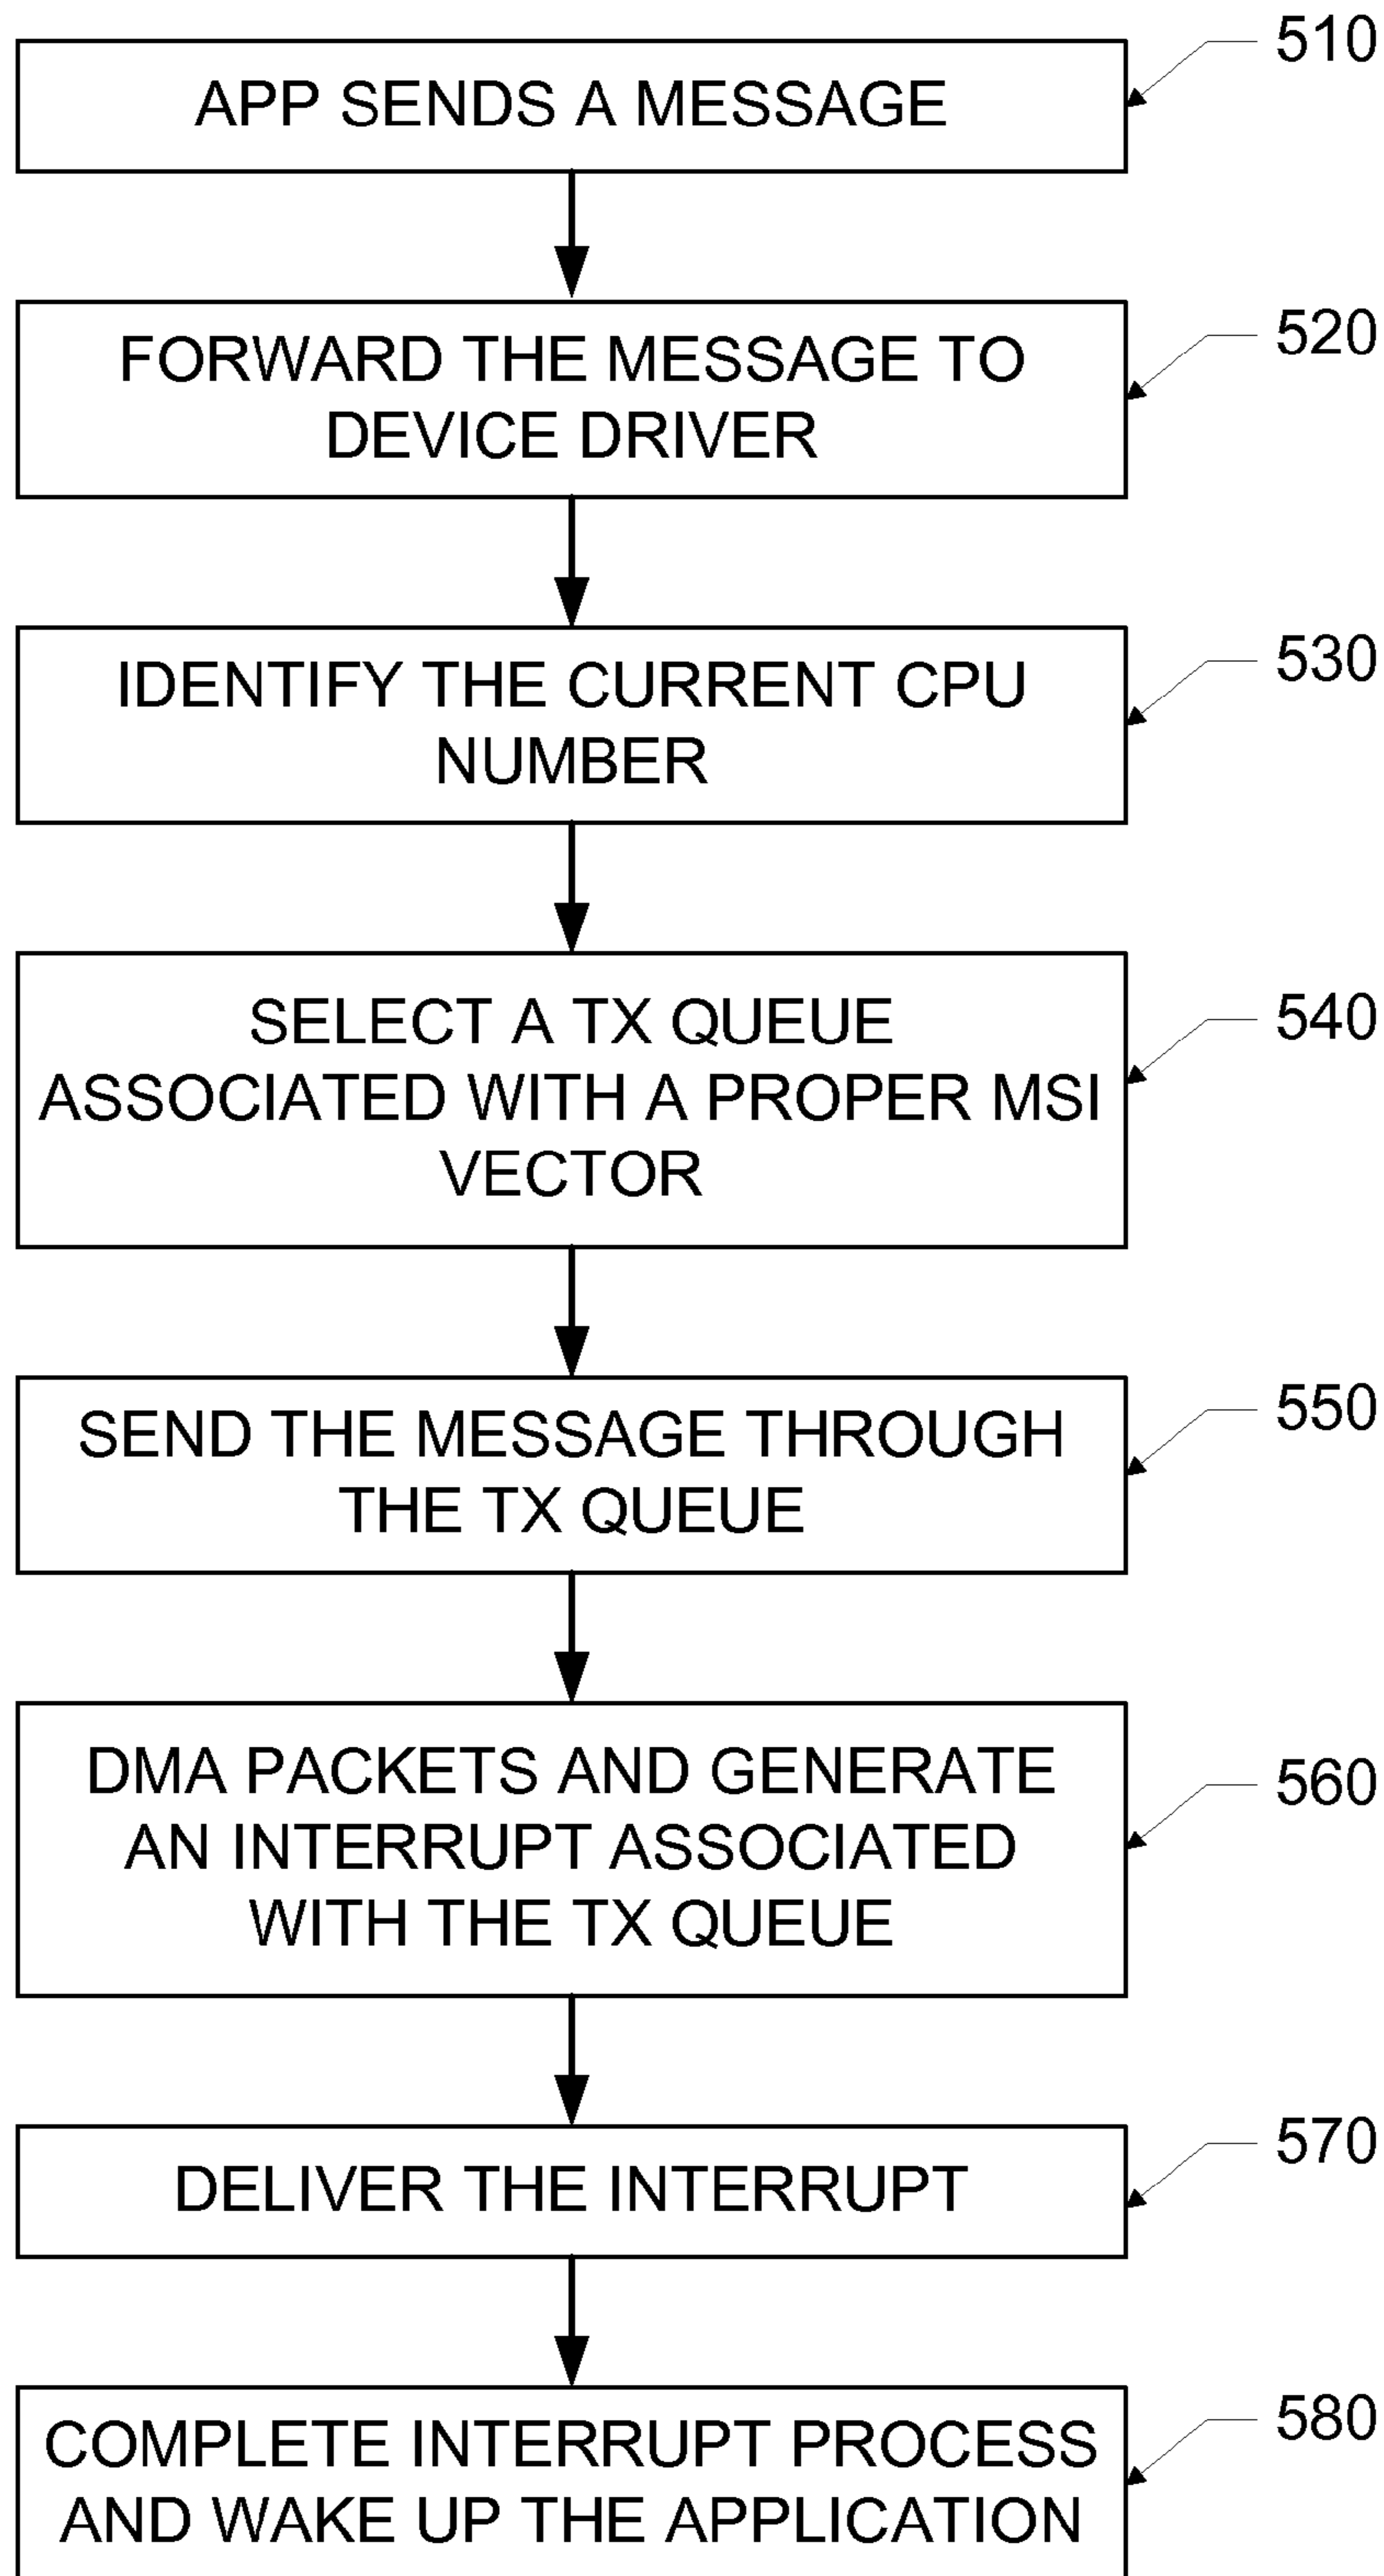 510
APP SENDS A MESSAGE
520
FORWARD THE MESSAGE TO
DEVICE DRIVER
530
IDENTIFY THE CURRENT CPU
NUMBER
540
SELECT A TX QUEUE
ASSOCIATED WITH A PROPER MSI
VECTOR
550
SEND THE MESSAGE THROUGH
THE TX QUEUE
560
DMA PACKETS AND GENERATE
AN INTERRUPT ASSOCIATED
WITH THE TX QUEUE
570
DELIVER THE INTERRUPT
580
COMPLETE INTERRUPT PROCESS
AND WAKE UP THE APPLICATION